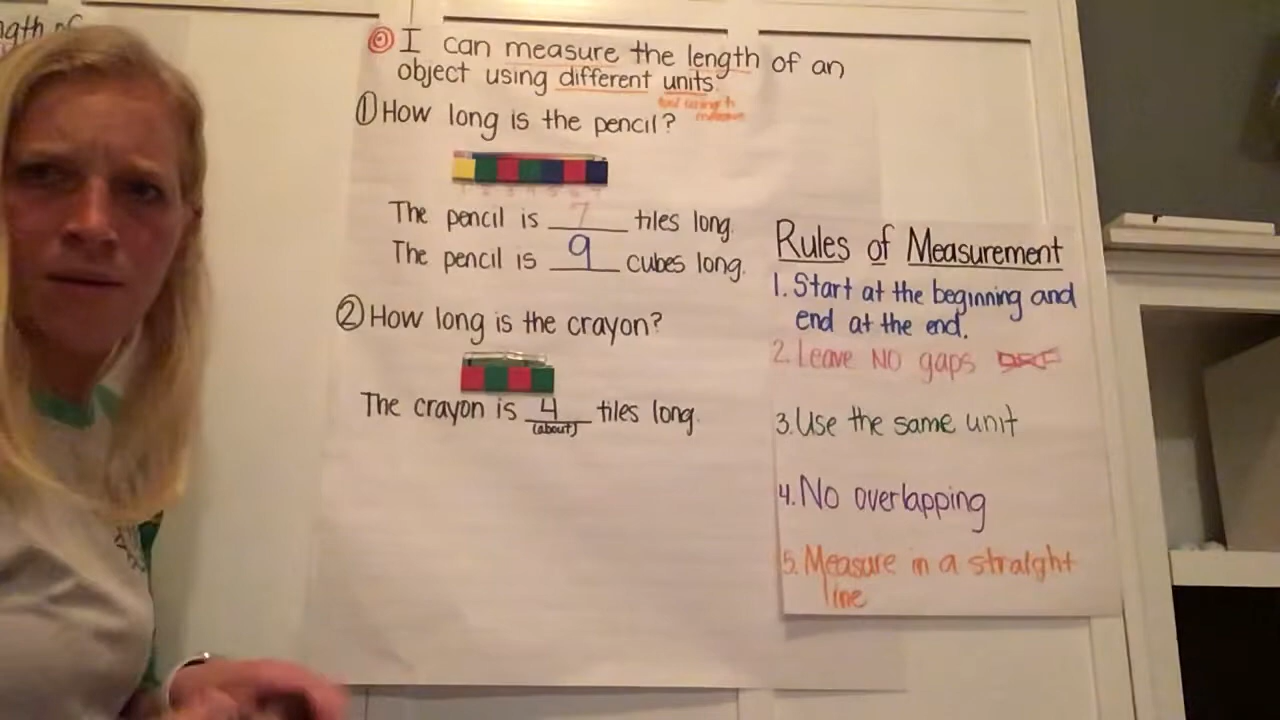 I can measure the length of an
object using different units.
① How long is the pencil?
The pencil is 7 tiles long.
The pencil is 9 cubes long.
② How long is the crayon?
The crayon is 4 tiles long.
(about)
Rules of Measurement
1. Start at the beginning and
end at the end.
2. Leave NO gaps
3. Use the same unit
4. No overlapping
5. Measure in a straight
line